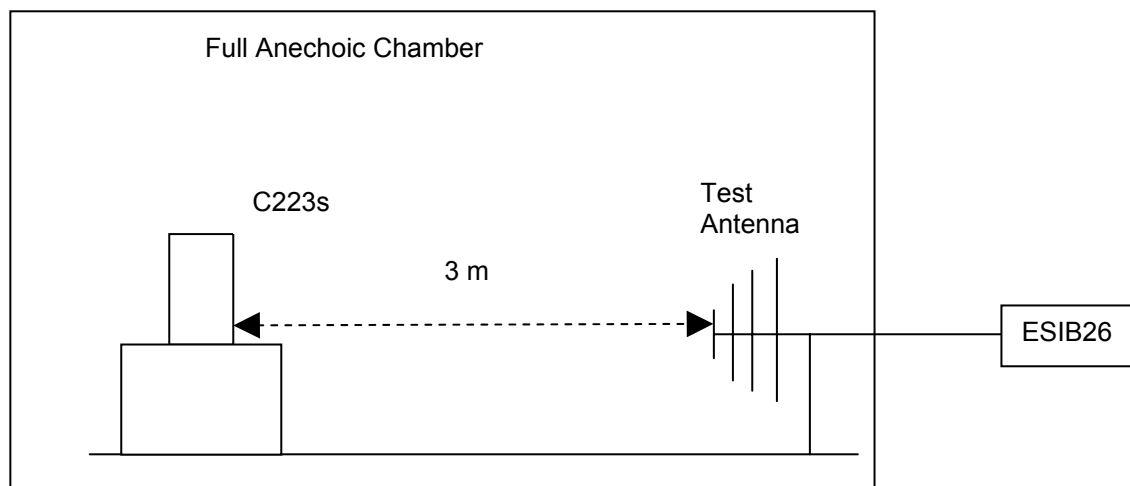 Full Anechoic Chamber
C223s
Test
Antenna
3 m
ESIB26